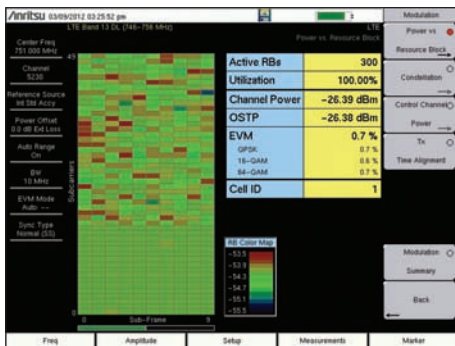 Anritsu 03/09/2012 03:25:52 pm
LTE Band 13 DL (746-756 MHz)
LTE
Power vs. Resource Block
Center Freq
751.000 MHz
Channel
5230
Reference Source
Int Std Accy
Power Offset
0.0 dB Ext Loss
Auto Range
On
BW
10 MHz
EVM Mode
Auto --
Sync Type
Normal (SS)
49
Subcarriers
0
0 Sub-Frame 9
Active RBs 300
Utilization 100.00%
Channel Power -26.39 dBm
OSTP -26.38 dBm
EVM 0.7 %
QPSK 0.7 %
16-QAM 0.6 %
64-QAM 0.7 %
Cell ID 1
RB Color Map
-53.5
-53.9
-54.3
-54.7
-55.1
-55.5
Modulation
Power vs
Resource Block
Constellation
Control Channel
Power
Tx
Time Alignment
Modulation
Summary
Back
Freq
Amplitude
Setup
Measurements
Marker